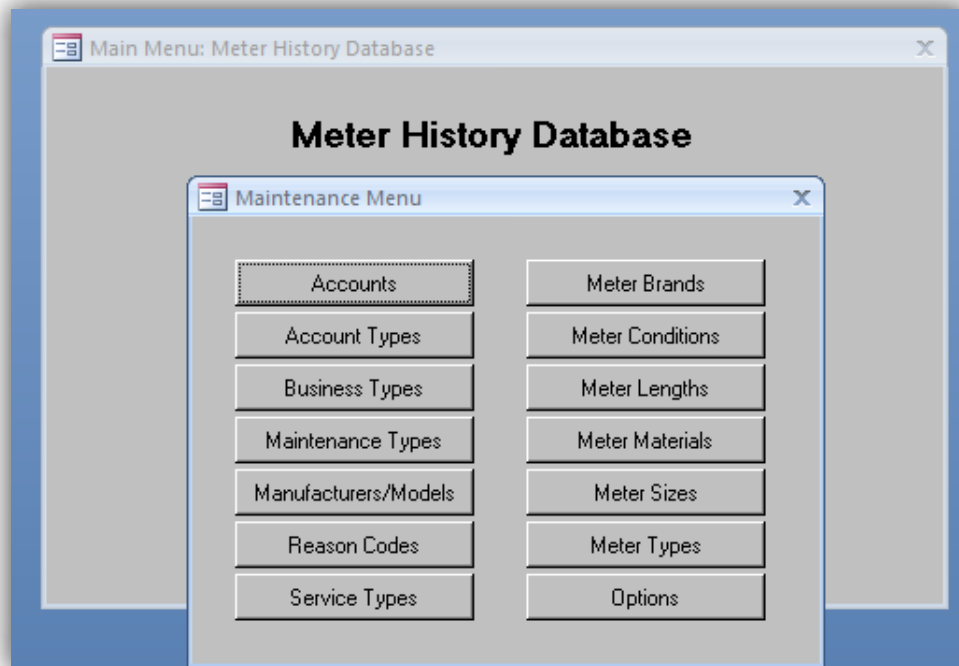 Main Menu: Meter History Database
Meter History Database
Maintenance Menu
Accounts
Meter Brands
Account Types
Meter Conditions
Business Types
Meter Lengths
Maintenance Types
Meter Materials
Manufacturers/Models
Meter Sizes
Reason Codes
Meter Types
Service Types
Options